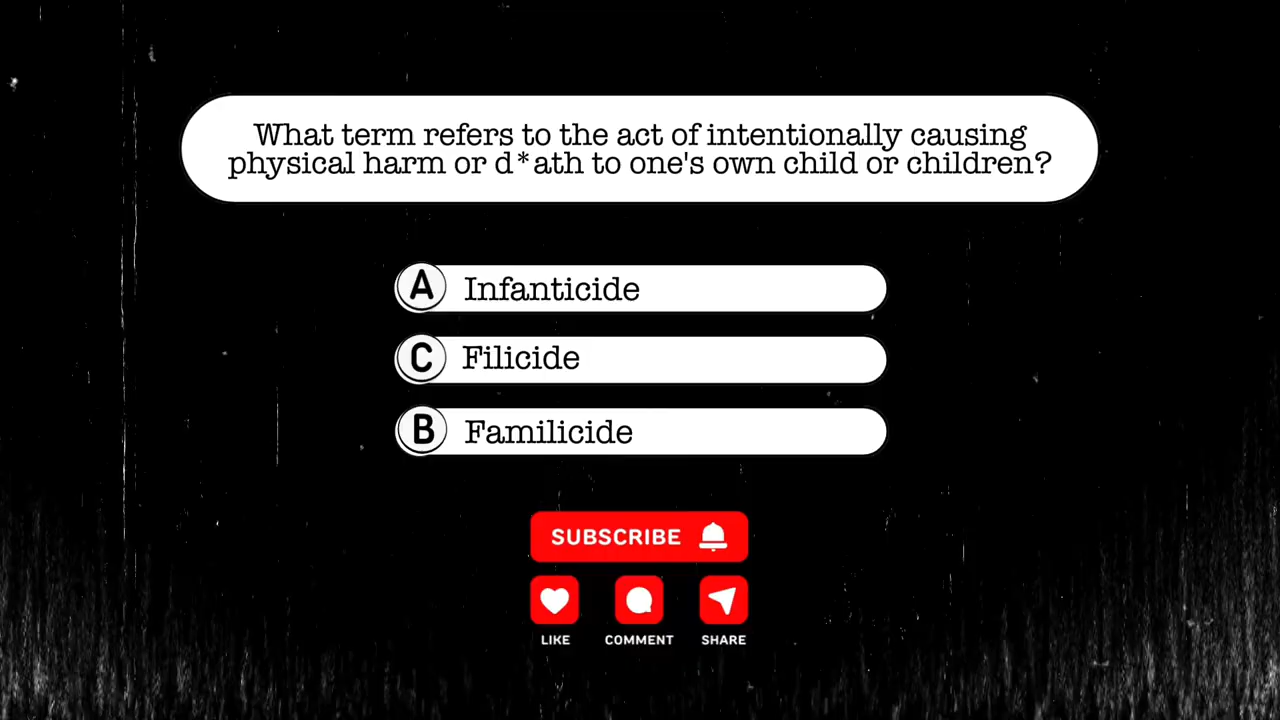 What term refers to the act of intentionally causing
physical harm or d*ath to one's own child or children?
A Infanticide
C Filicide
B Familicide
SUBSCRIBE
LIKE COMMENT SHARE